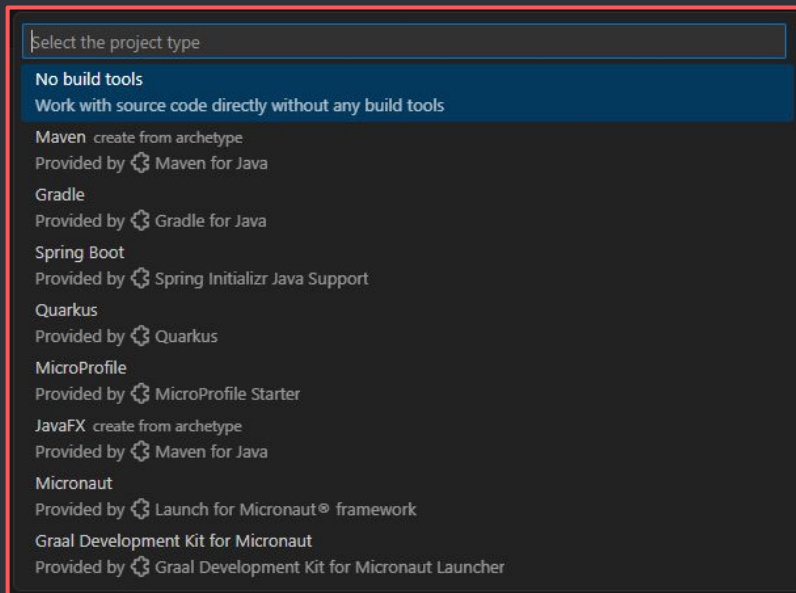 Select the project type
No build tools
Work with source code directly without any build tools
Maven create from archetype
Provided by Maven for Java
Gradle
Provided by Gradle for Java
Spring Boot
Provided by Spring Initializr Java Support
Quarkus
Provided by Quarkus
MicroProfile
Provided by MicroProfile Starter
JavaFX create from archetype
Provided by Maven for Java
Micronaut
Provided by Launch for Micronaut® framework
Graal Development Kit for Micronaut
Provided by Graal Development Kit for Micronaut Launcher